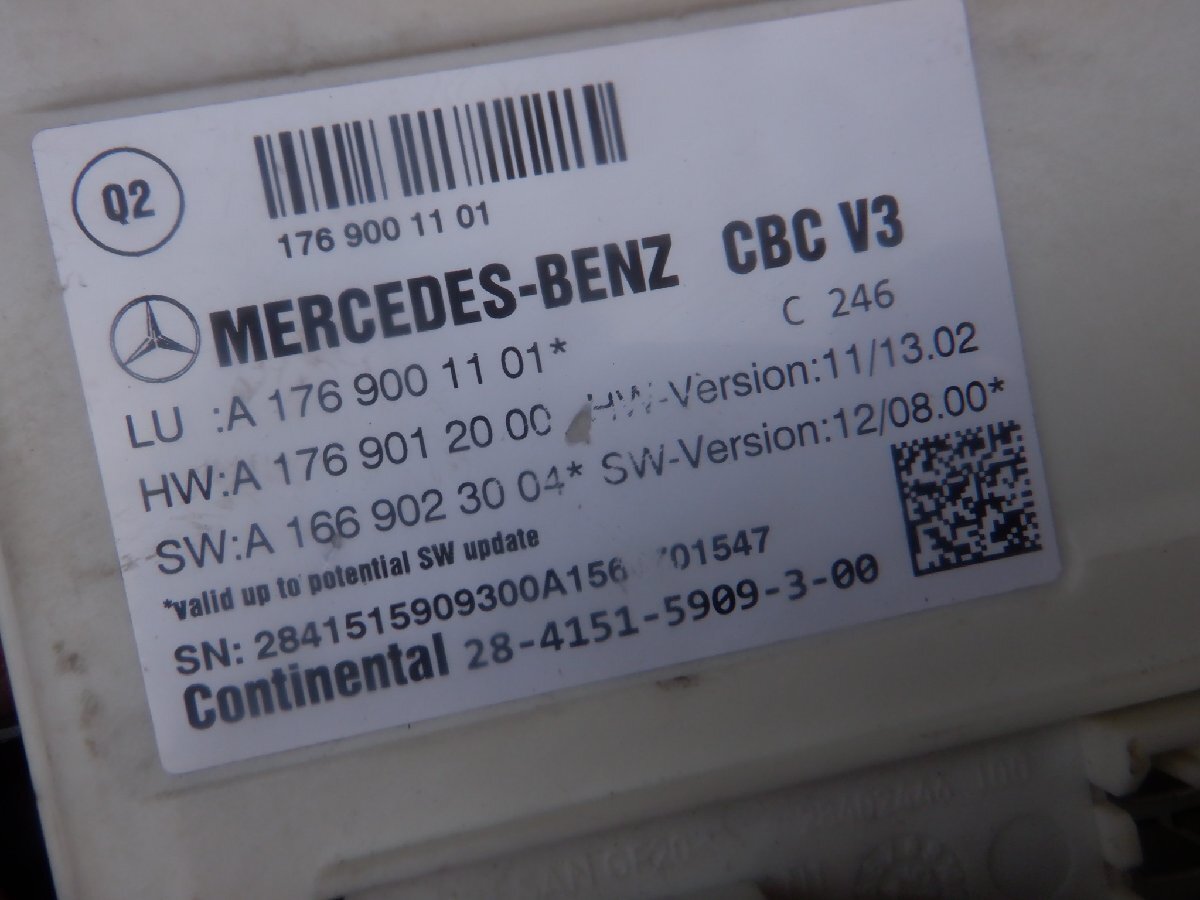 Q2
176 900 11 01
MERCEDES-BENZ CBC V3
C 246
LU :A 176 900 11 01*
HW:A 176 901 20 00 HW-Version:11/13.02
SW:A 166 902 30 04* SW-Version:12/08.00*
*valid up to potential SW update
SN:
Continental 28-4151-5909-3-00